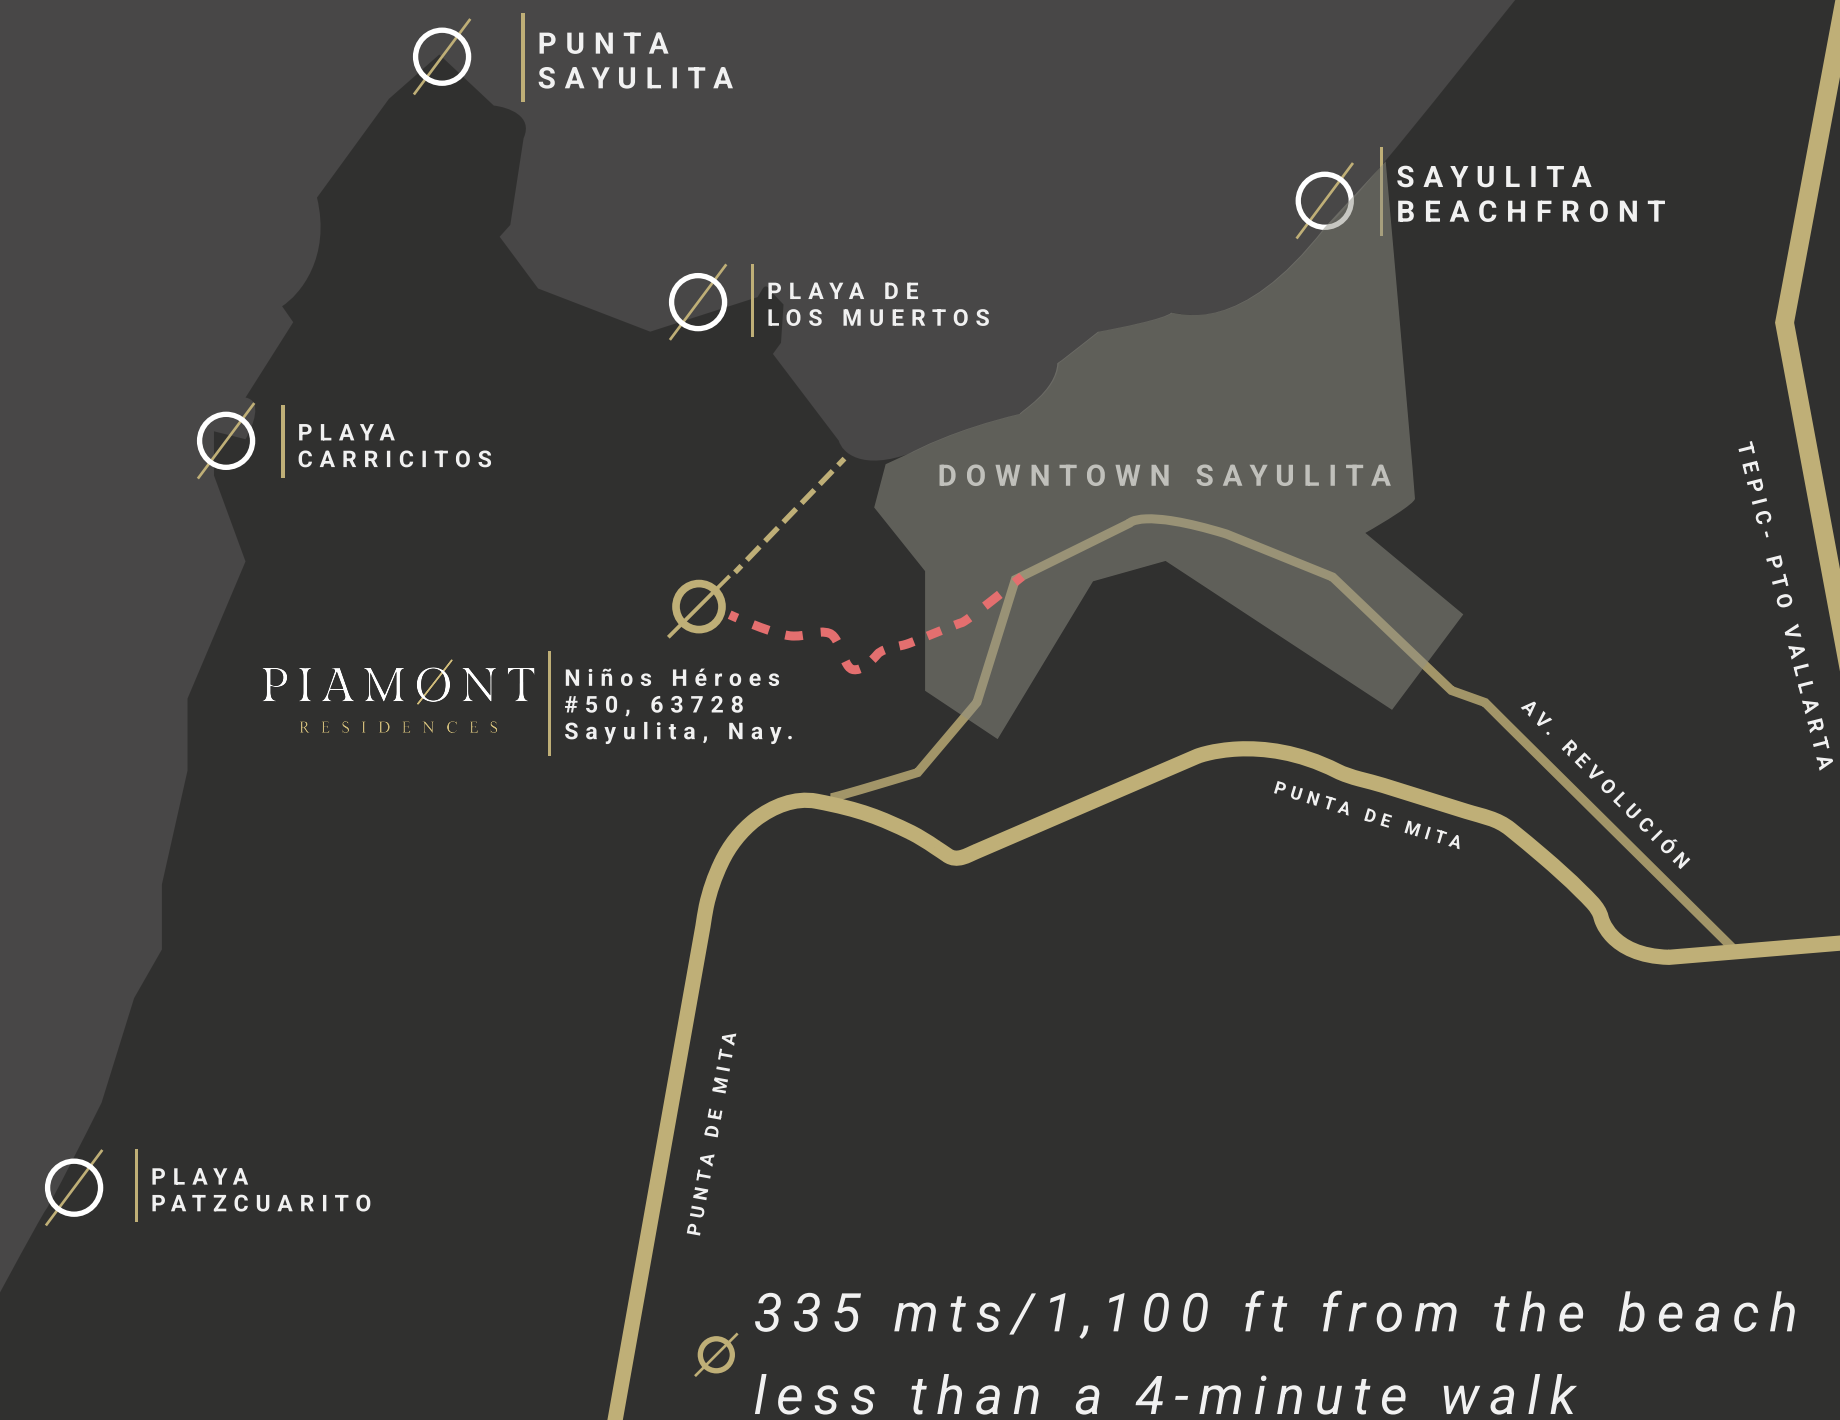 PUNTA
SAYULITA
SAYULITA
BEACHFRONT
PLAYA DE
LOS MUERTOS
PLAYA
CARRICITOS
DOWNTOWN SAYULITA
TEPIC- PTO VALLARTA
PIAMONT
RESIDENCES
Niños Héroes
#50, 63728
Sayulita, Nay.
AV. REVOLUCIÓN
PUNTA DE MITA
PUNTA DE MITA
PLAYA
PATZCUARITO
335 mts/1,100 ft from the beach
less than a 4-minute walk